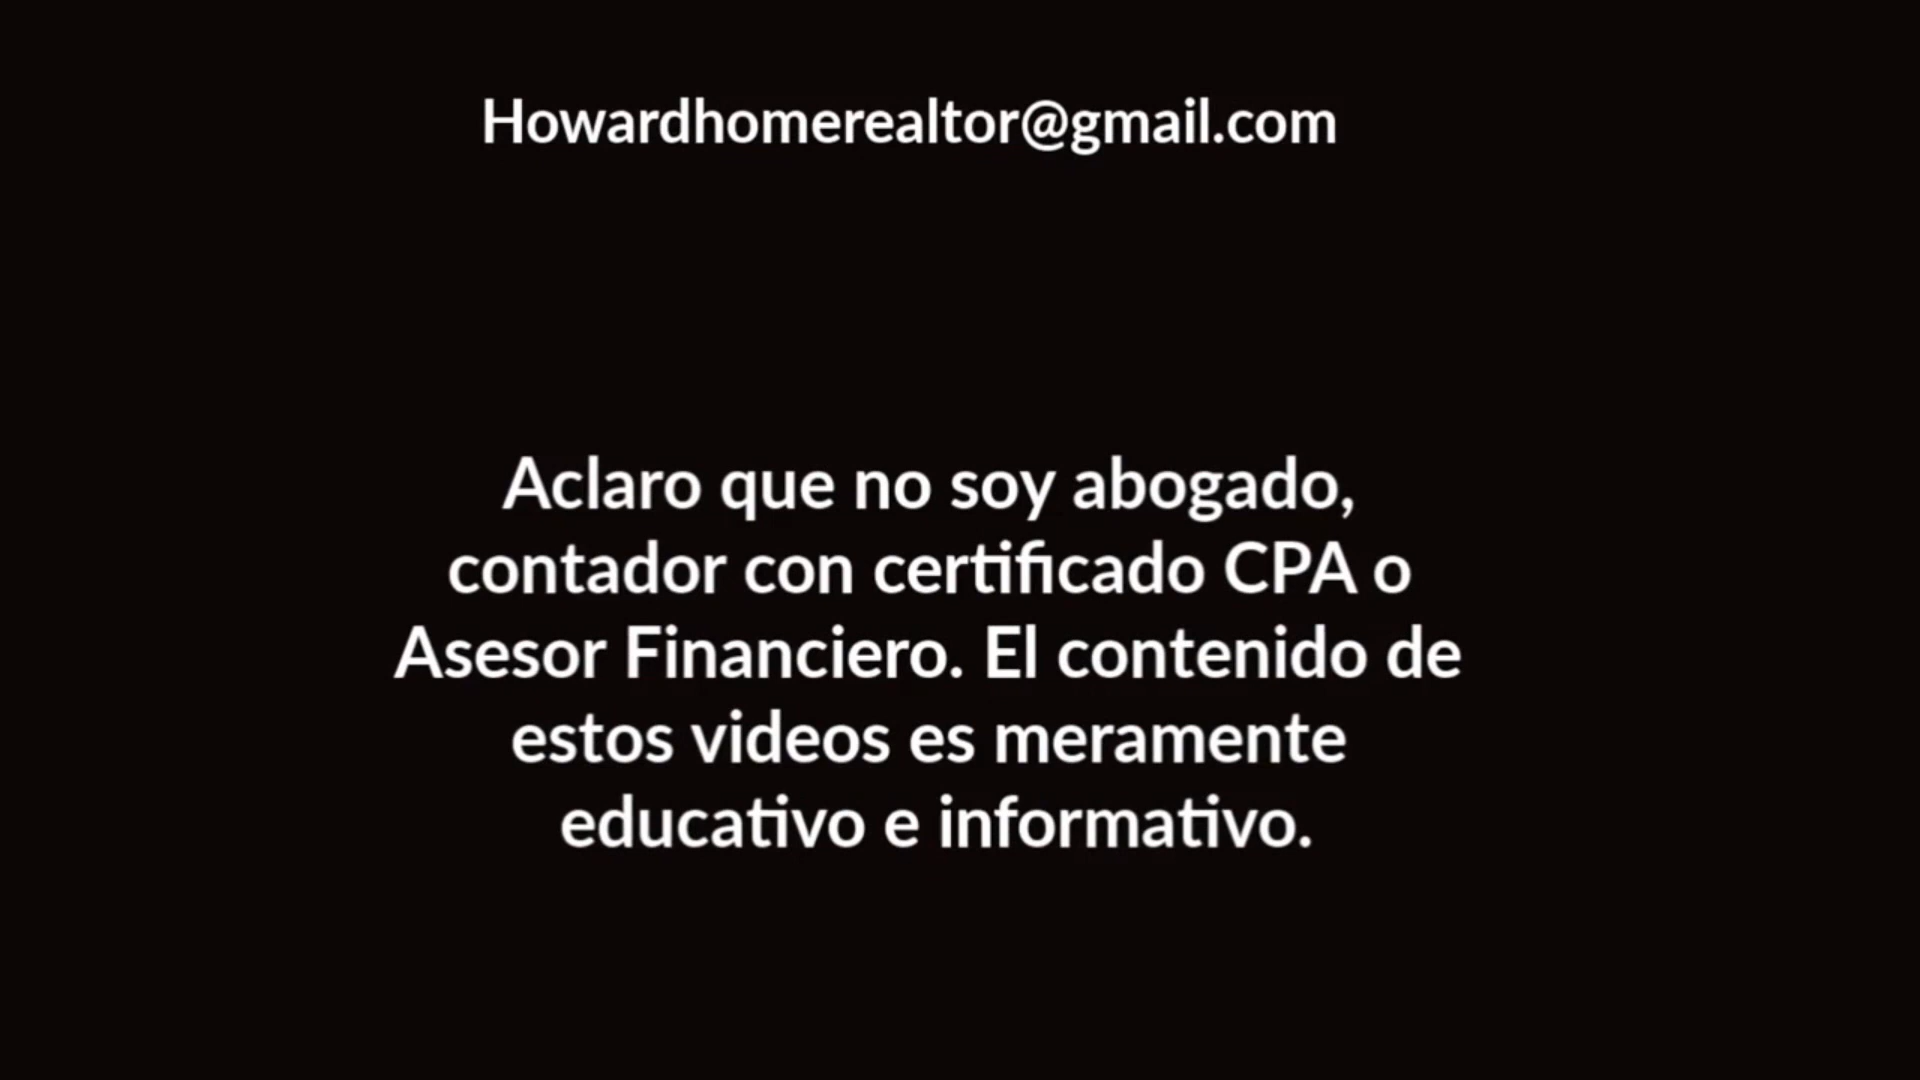 Howardhomerealtor@gmail.com
Aclaro que no soy abogado,
contador con certificado CPA o
Asesor Financiero. El contenido de
estos videos es meramente
educativo e informativo.